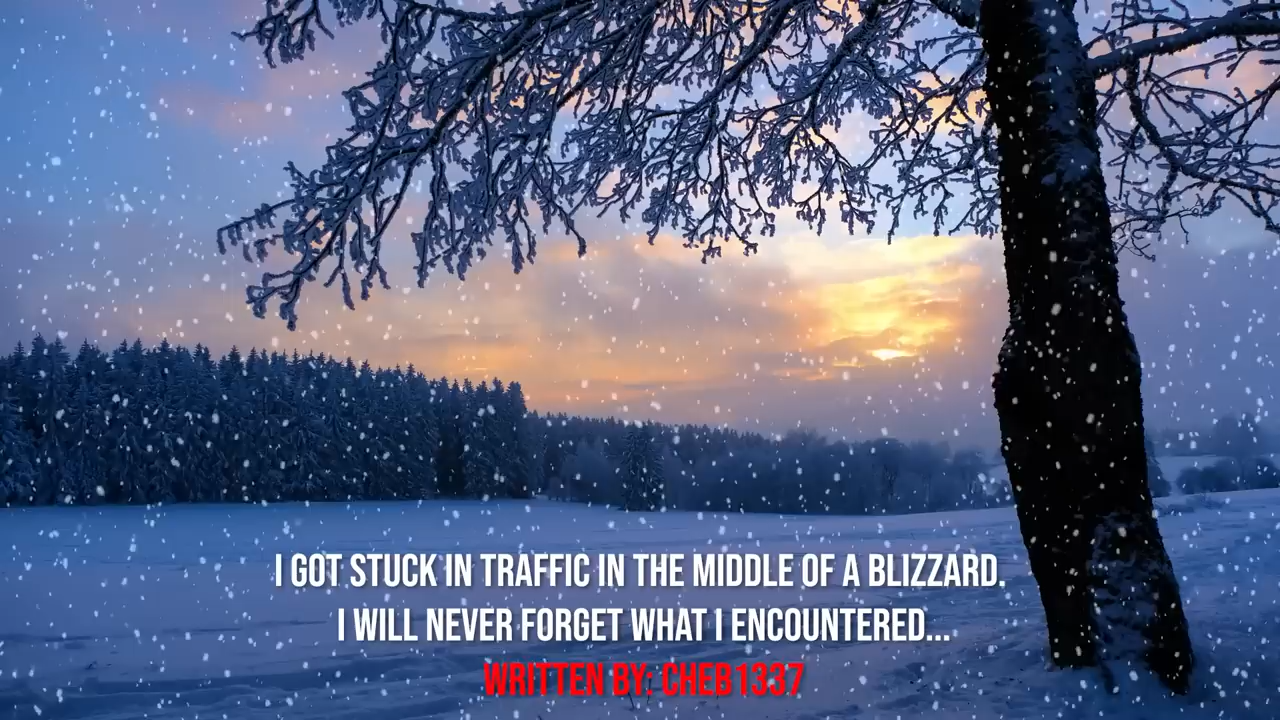 I GOT STUCK IN TRAFFIC IN THE MIDDLE OF A BLIZZARD.
I WILL NEVER FORGET WHAT I ENCOUNTERED...
WRITTEN BY: CHEB1337